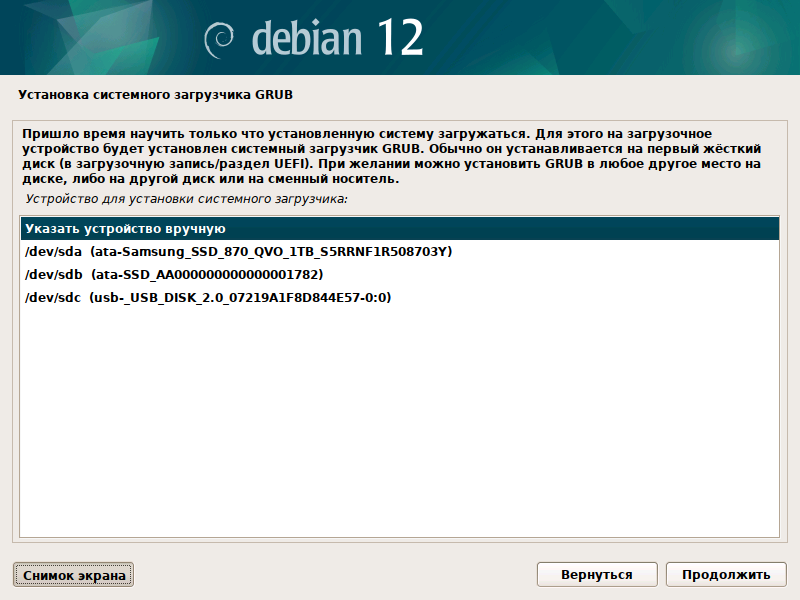 debian 12
Установка системного загрузчика GRUB
Пришло время научить только что установленную систему загружаться. Для этого на загрузочное
устройство будет установлен системный загрузчик GRUB. Обычно он устанавливается на первый жёсткий
диск (в загрузочную запись/раздел UEFI). При желании можно установить GRUB в любое другое место на
диске, либо на другой диск или на сменный носитель.
Устройство для установки системного загрузчика:
Указать устройство вручную
/dev/sda (ata-Samsung_SSD_870_QVO_1TB_S5RRNF1R508703Y)
/dev/sdb (ata-SSD_AA000000000000001782)
/dev/sdc (usb-_USB_DISK_2.0_07219A1F8D844E57-0:0)
Снимок экрана
Вернуться
Продолжить